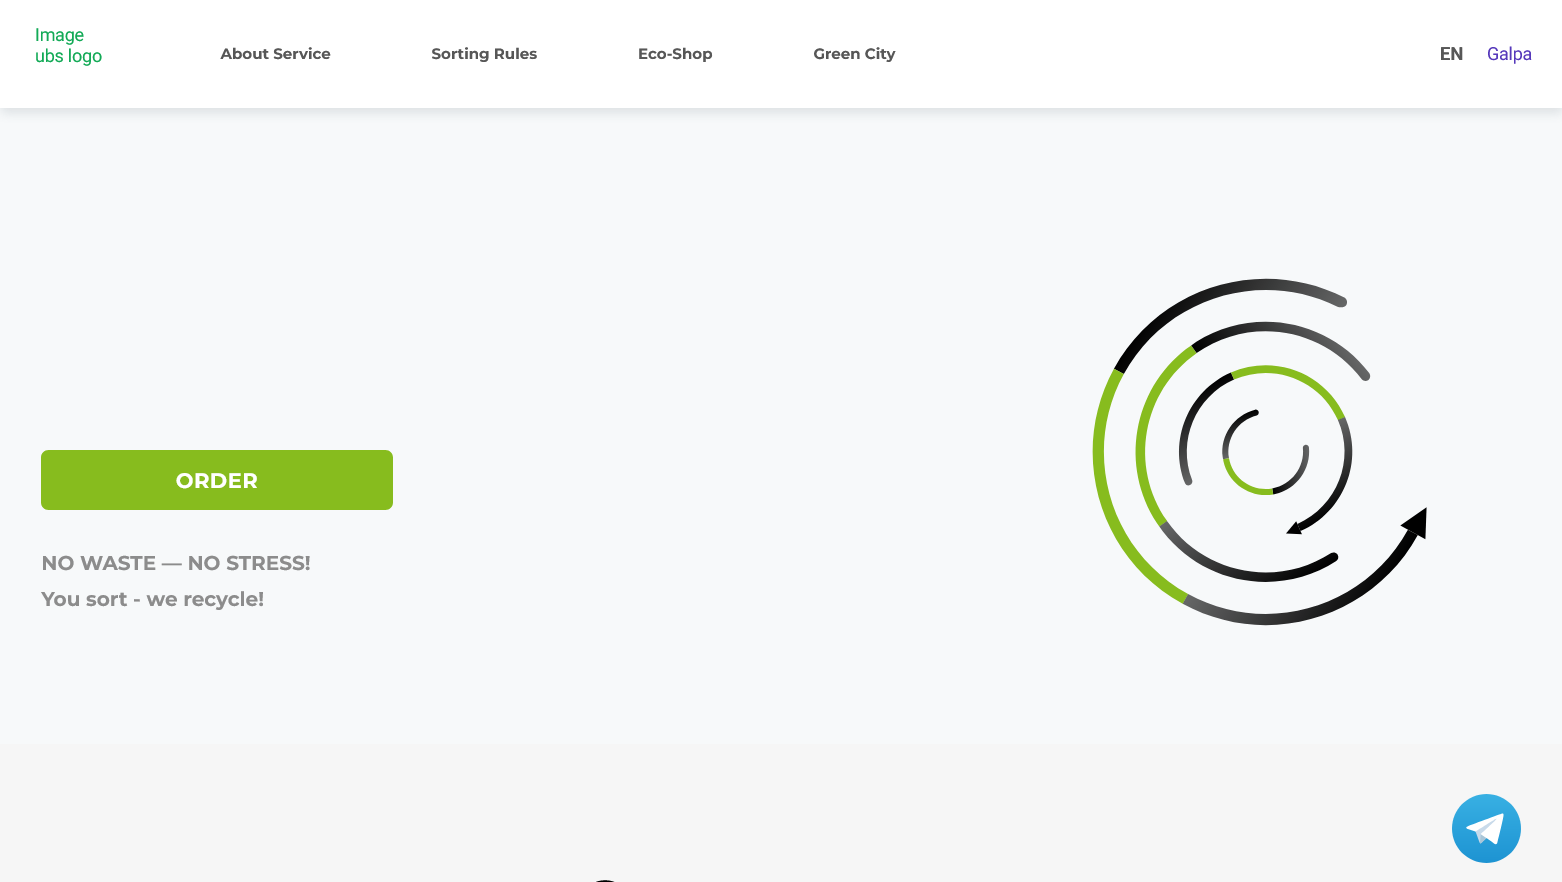 Image
ubs logo
About Service
Sorting Rules
Eco-Shop
Green City
EN
Galpa
ORDER
NO WASTE — NO STRESS!
You sort - we recycle!